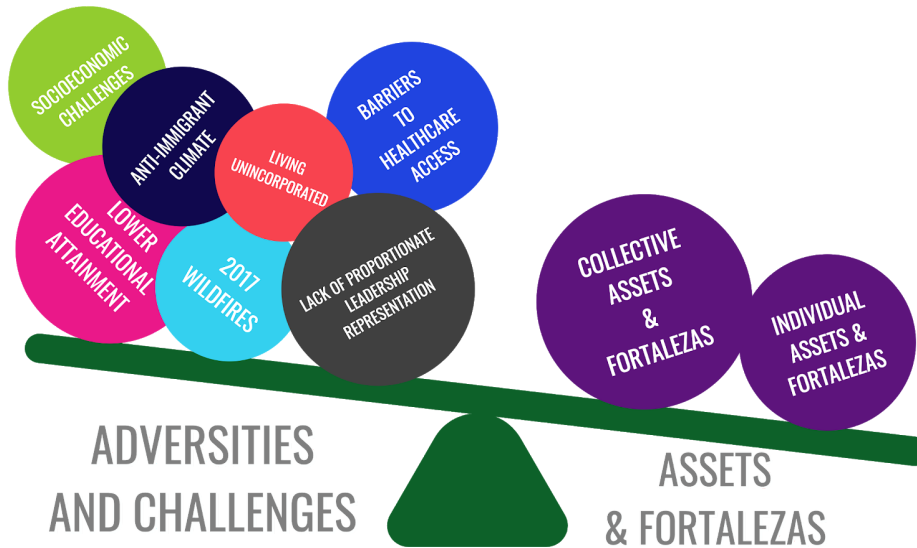 SOCIOECONOMIC
CHALLENGES
ANTI-IMMIGRANT
CLIMATE
LIVING
UNINCORPORATED
BARRIERS
TO
HEALTHCARE
ACCESS
LOWER
EDUCATIONAL
ATTAINMENT
2017
WILDFIRES
LACK OF PROPORTIONATE
LEADERSHIP
REPRESENTATION
COLLECTIVE
ASSETS
&
FORTALEZAS
INDIVIDUAL
ASSETS &
FORTALEZAS
ADVERSITIES
AND CHALLENGES
ASSETS
& FORTALEZAS